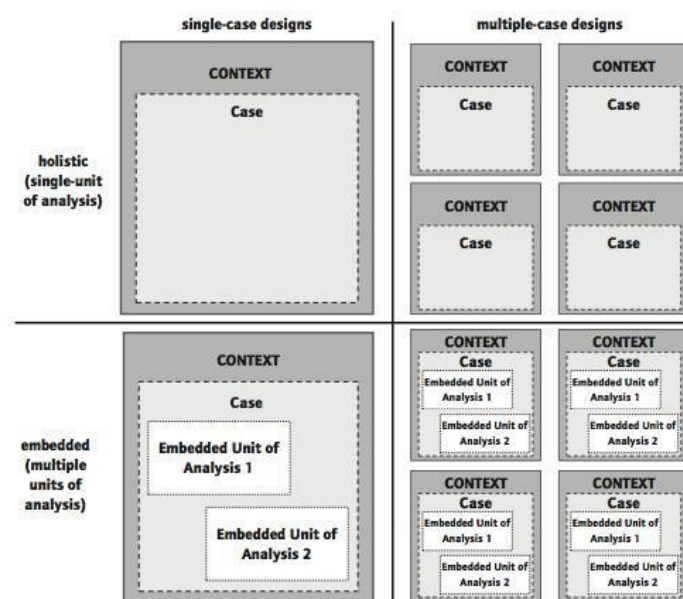 single-case designs
multiple-case designs
holistic
(single-unit
of analysis)
CONTEXT
Case
CONTEXT
Case
CONTEXT
Case
CONTEXT
Case
CONTEXT
Case
embedded
(multiple
units of
analysis)
CONTEXT
Case
Embedded Unit of
Analysis 1
Embedded Unit of
Analysis 2
CONTEXT
Case
Embedded Unit of
Analysis 1
Embedded Unit of
Analysis 2
CONTEXT
Case
Embedded Unit of
Analysis 1
Embedded Unit of
Analysis 2
CONTEXT
Case
Embedded Unit of
Analysis 1
Embedded Unit of
Analysis 2
CONTEXT
Case
Embedded Unit of
Analysis 1
Embedded Unit of
Analysis 2